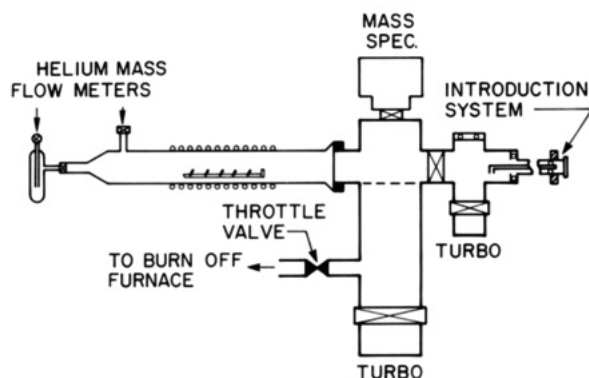 MASS
SPEC.
HELIUM MASS
FLOW METERS
INTRODUCTION
SYSTEM
THROTTLE
VALVE
TURBO
TO BURN OFF
FURNACE
TURBO